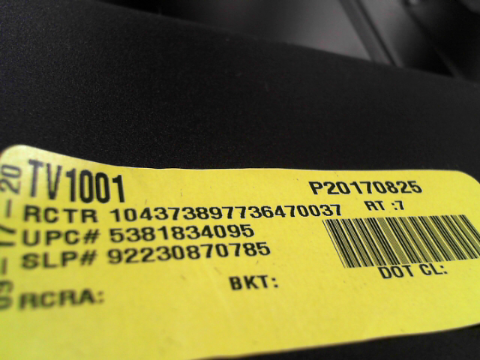 TV1001
P20170825
RCTR 104373897736470037 RT :7
UPC# 5381834095
SLP# 92230870785
BKT:
DOT CL:
RCRA: